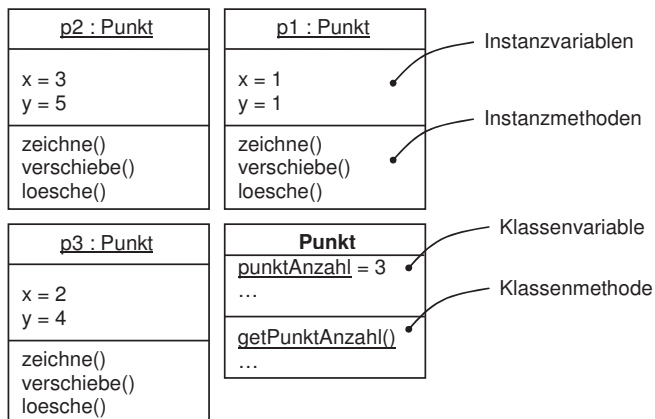 p2 : Punkt
x = 3
y = 5
zeichne()
verschiebe()
loesche()
p1 : Punkt
x = 1
y = 1
zeichne()
verschiebe()
loesche()
Instanzvariablen
Instanzmethoden
p3 : Punkt
x = 2
y = 4
zeichne()
verschiebe()
loesche()
Punkt
punktAnzahl = 3
...
getPunktAnzahl()
...
Klassenvariable
Klassenmethode